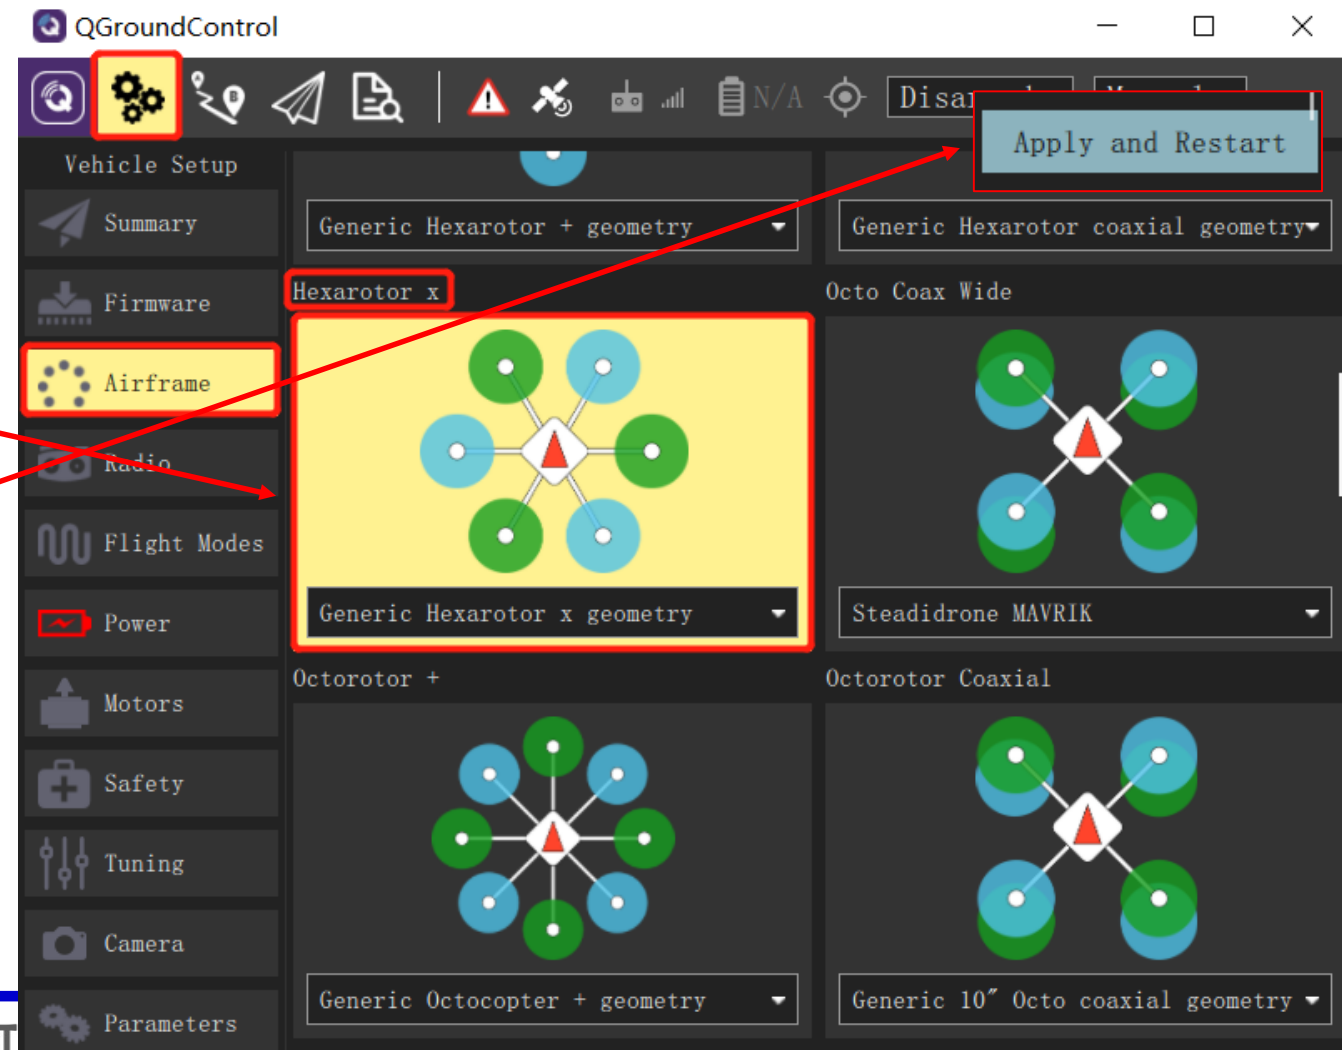 QGroundControl
N/A
Apply and Restart
Vehicle Setup
Summary
Generic Hexarotor + geometry
Generic Hexarotor coaxial geometry
Firmware
Hexarotor x
Octo Coax Wide
Airframe
Radio
Flight Modes
Power
Generic Hexarotor x geometry
Steadidrone MAVRIK
Motors
Octorotor +
Octorotor Coaxial
Safety
Tuning
Camera
Parameters
Generic Octocopter + geometry
Generic 10″ Octo coaxial geometry